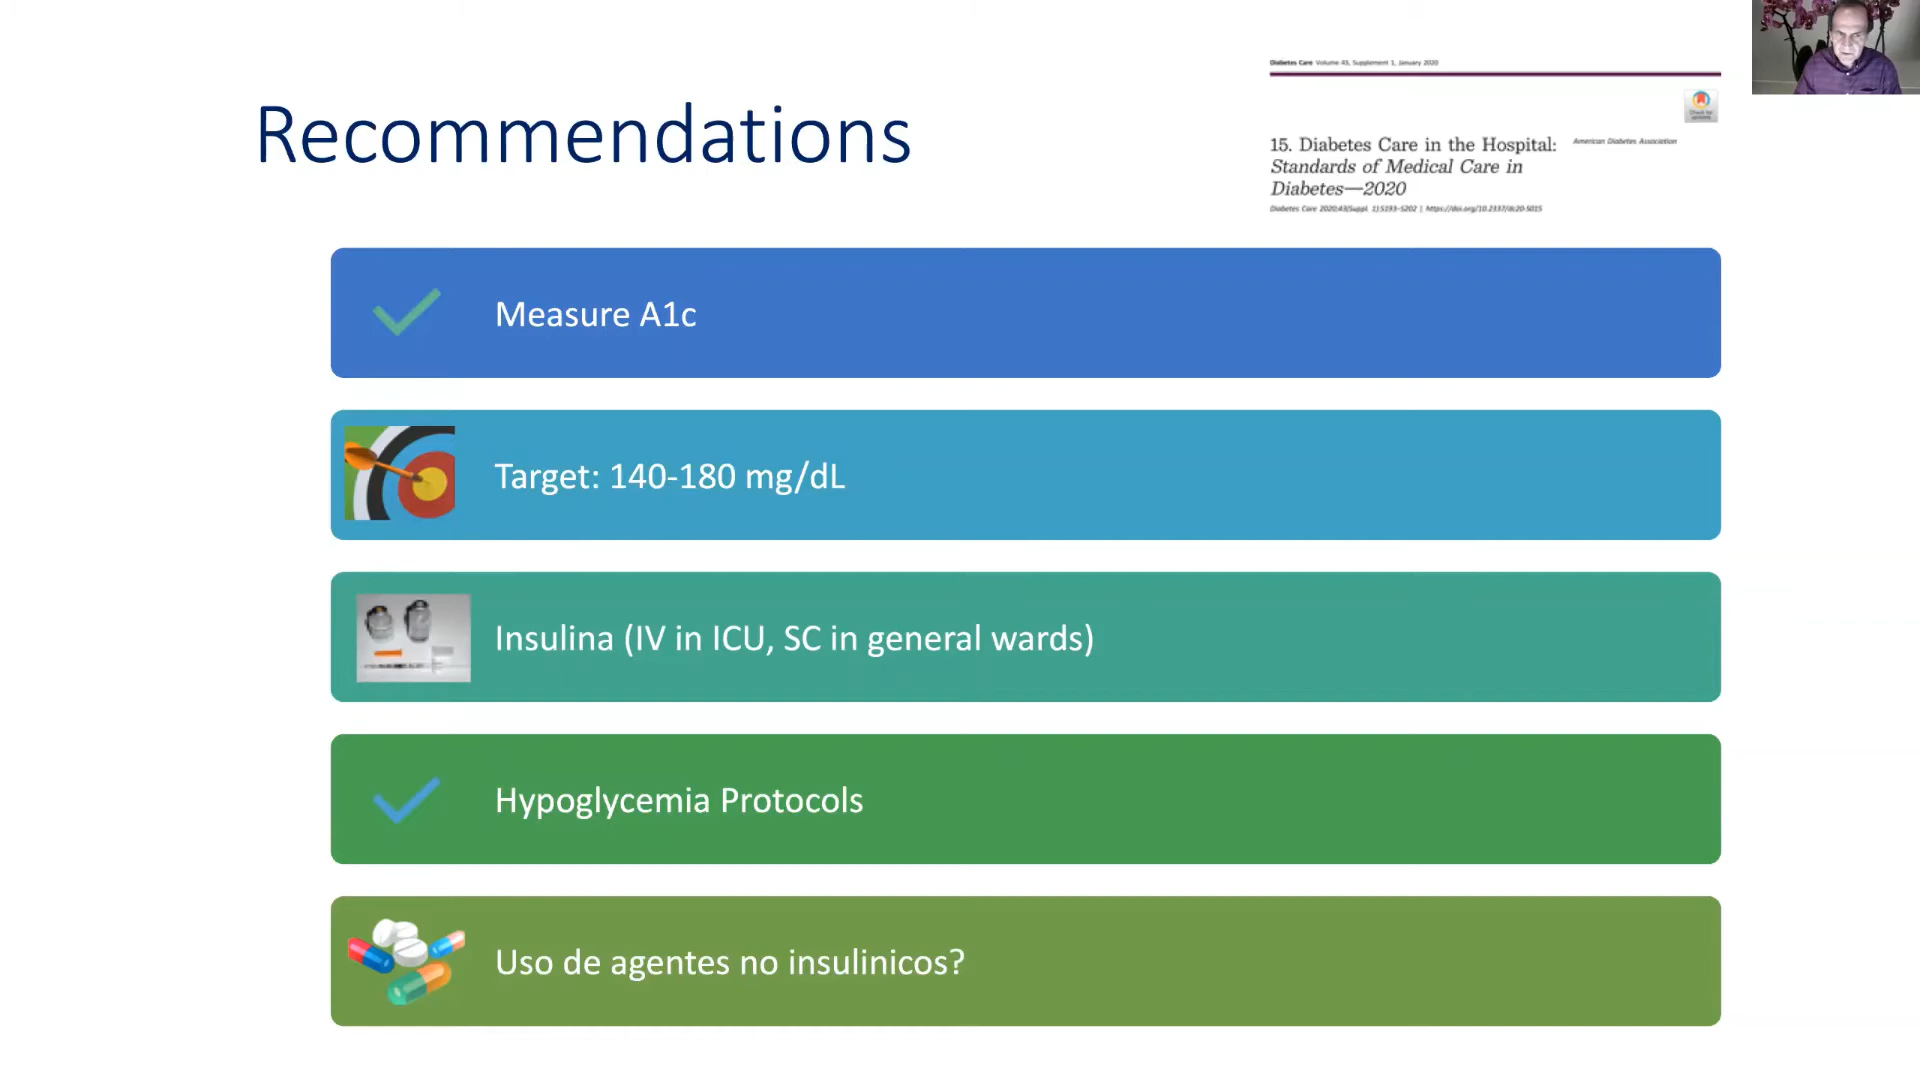 Diabetes Care Volume 43, Supplement 1, January 2020
Recommendations
Check for updates
15. Diabetes Care in the Hospital:
Standards of Medical Care in
Diabetes—2020
American Diabetes Association
Diabetes Care 2020;43(Suppl. 1):S193–S202 | https://doi.org/10.2337/dc20-S015
Measure A1c
Target: 140-180 mg/dL
Insulina (IV in ICU, SC in general wards)
Hypoglycemia Protocols
Uso de agentes no insulinicos?